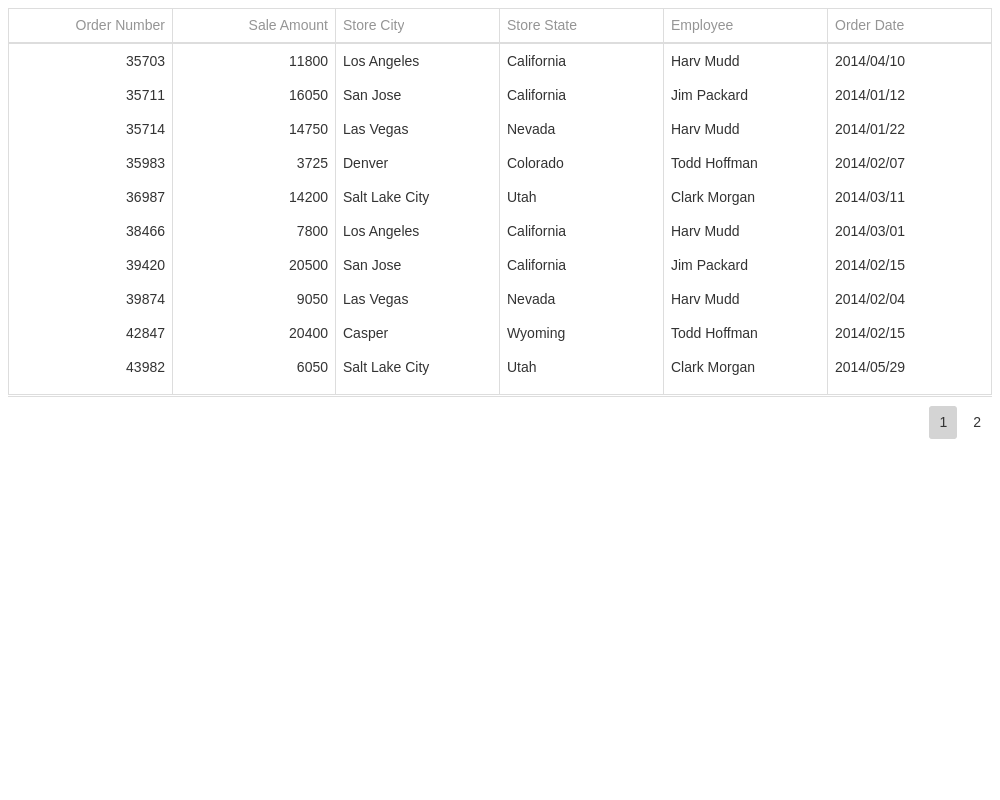 Order Number Sale Amount Store City Store State Employee Order Date
35703 11800 Los Angeles California Harv Mudd 2014/04/10
35711 16050 San Jose California Jim Packard 2014/01/12
35714 14750 Las Vegas Nevada Harv Mudd 2014/01/22
35983 3725 Denver Colorado Todd Hoffman 2014/02/07
36987 14200 Salt Lake City Utah Clark Morgan 2014/03/11
38466 7800 Los Angeles California Harv Mudd 2014/03/01
39420 20500 San Jose California Jim Packard 2014/02/15
39874 9050 Las Vegas Nevada Harv Mudd 2014/02/04
42847 20400 Casper Wyoming Todd Hoffman 2014/02/15
43982 6050 Salt Lake City Utah Clark Morgan 2014/05/29
1 2